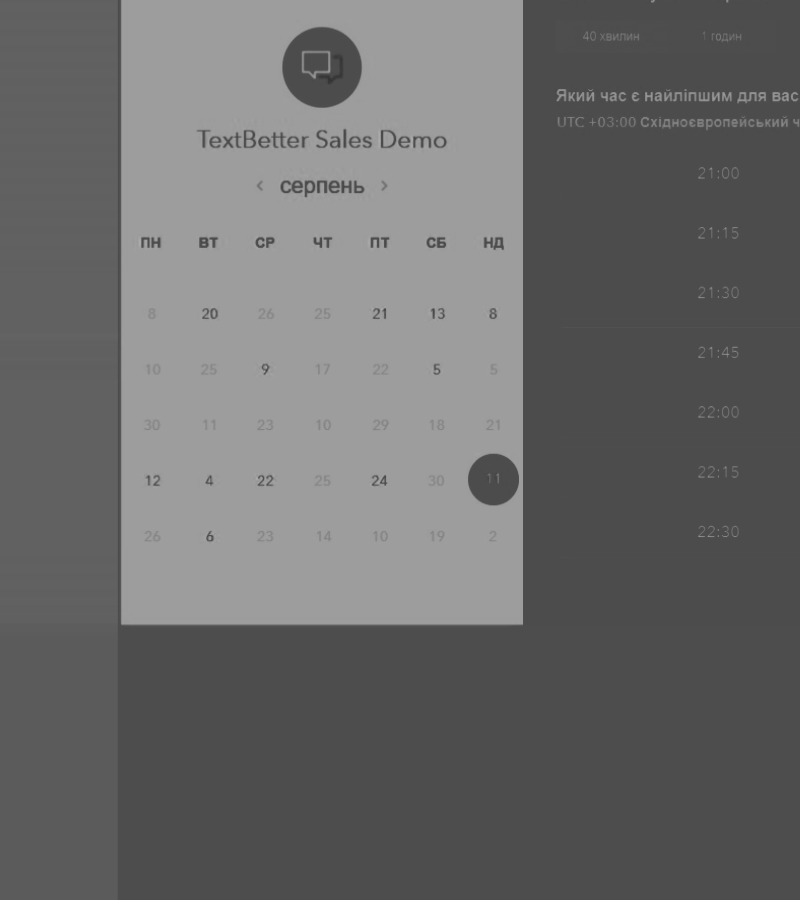 TextBetter Sales Demo
‹ серпень ›
ПН ВТ СР ЧТ ПТ СБ НД
8 20 26 25 21 13 8
10 25 9 17 22 5 5
30 11 23 10 29 18 21
12 4 22 25 24 30 11
26 6 23 14 10 19 2
40 хвилин 1 годин
Який час є найліпшим для вас
UTC +03:00 Східноєвропейський ч
21:00
21:15
21:30
21:45
22:00
22:15
22:30